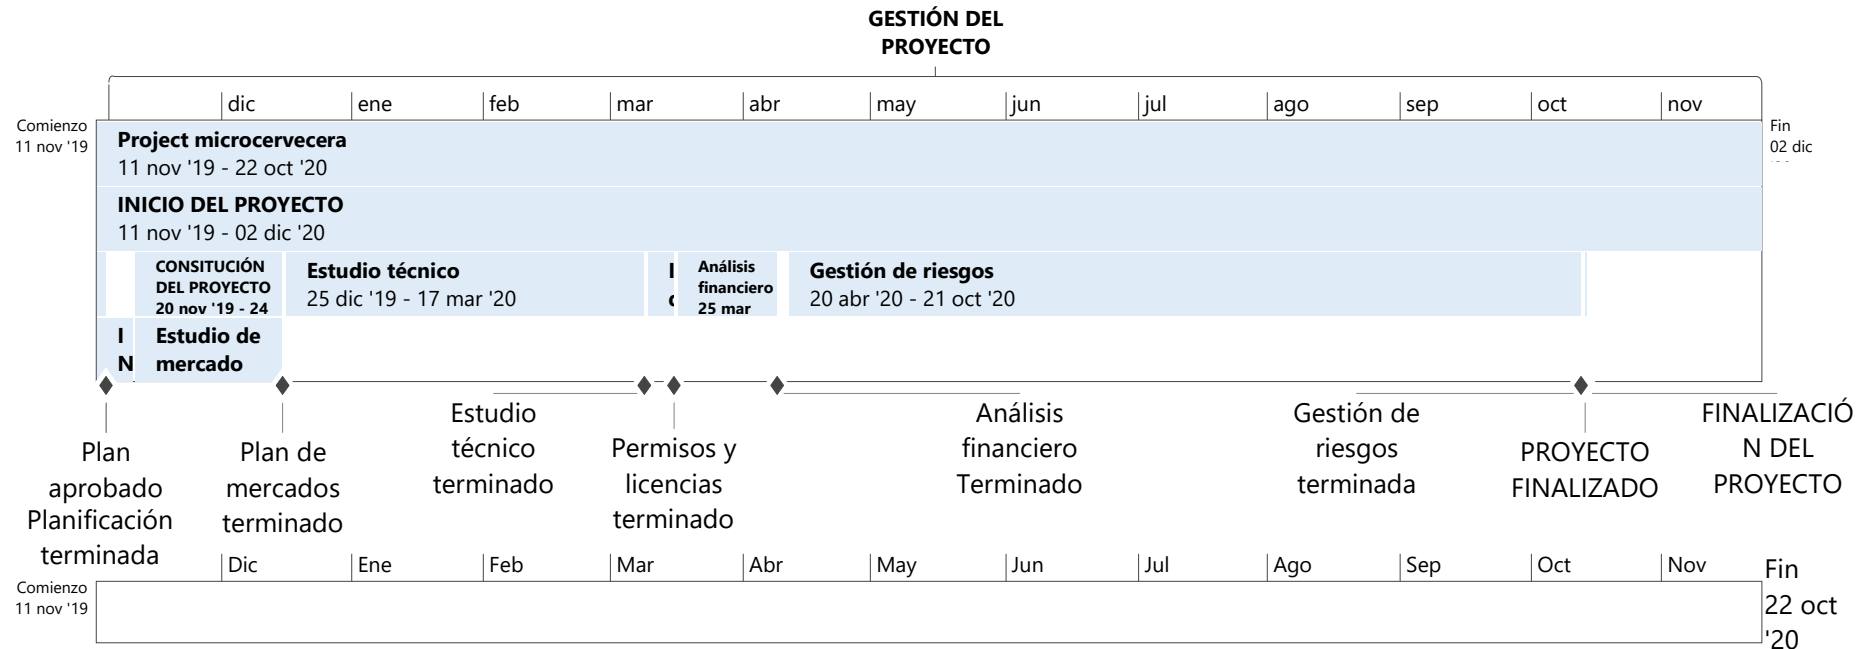 GESTIÓN DEL
PROYECTO
dic ene feb mar abr may jun jul ago sep oct nov
Comienzo
11 nov '19
Fin
02 dic
Project microcervecera
11 nov '19 - 22 oct '20
INICIO DEL PROYECTO
11 nov '19 - 02 dic '20
CONSITUCIÓN
DEL PROYECTO
20 nov '19 - 24
Estudio técnico
25 dic '19 - 17 mar '20
I
Análisis
financiero
25 mar
Gestión de riesgos
20 abr '20 - 21 oct '20
I
N
Estudio de
mercado
Plan
aprobado
Planificación
terminada
Plan de
mercados
terminado
Estudio
técnico
terminado
Permisos y
licencias
terminado
Análisis
financiero
Terminado
Gestión de
riesgos
terminada
PROYECTO
FINALIZADO
FINALIZACIÓ
N DEL
PROYECTO
Dic Ene Feb Mar Abr May Jun Jul Ago Sep Oct Nov
Comienzo
11 nov '19
Fin
22 oct
'20